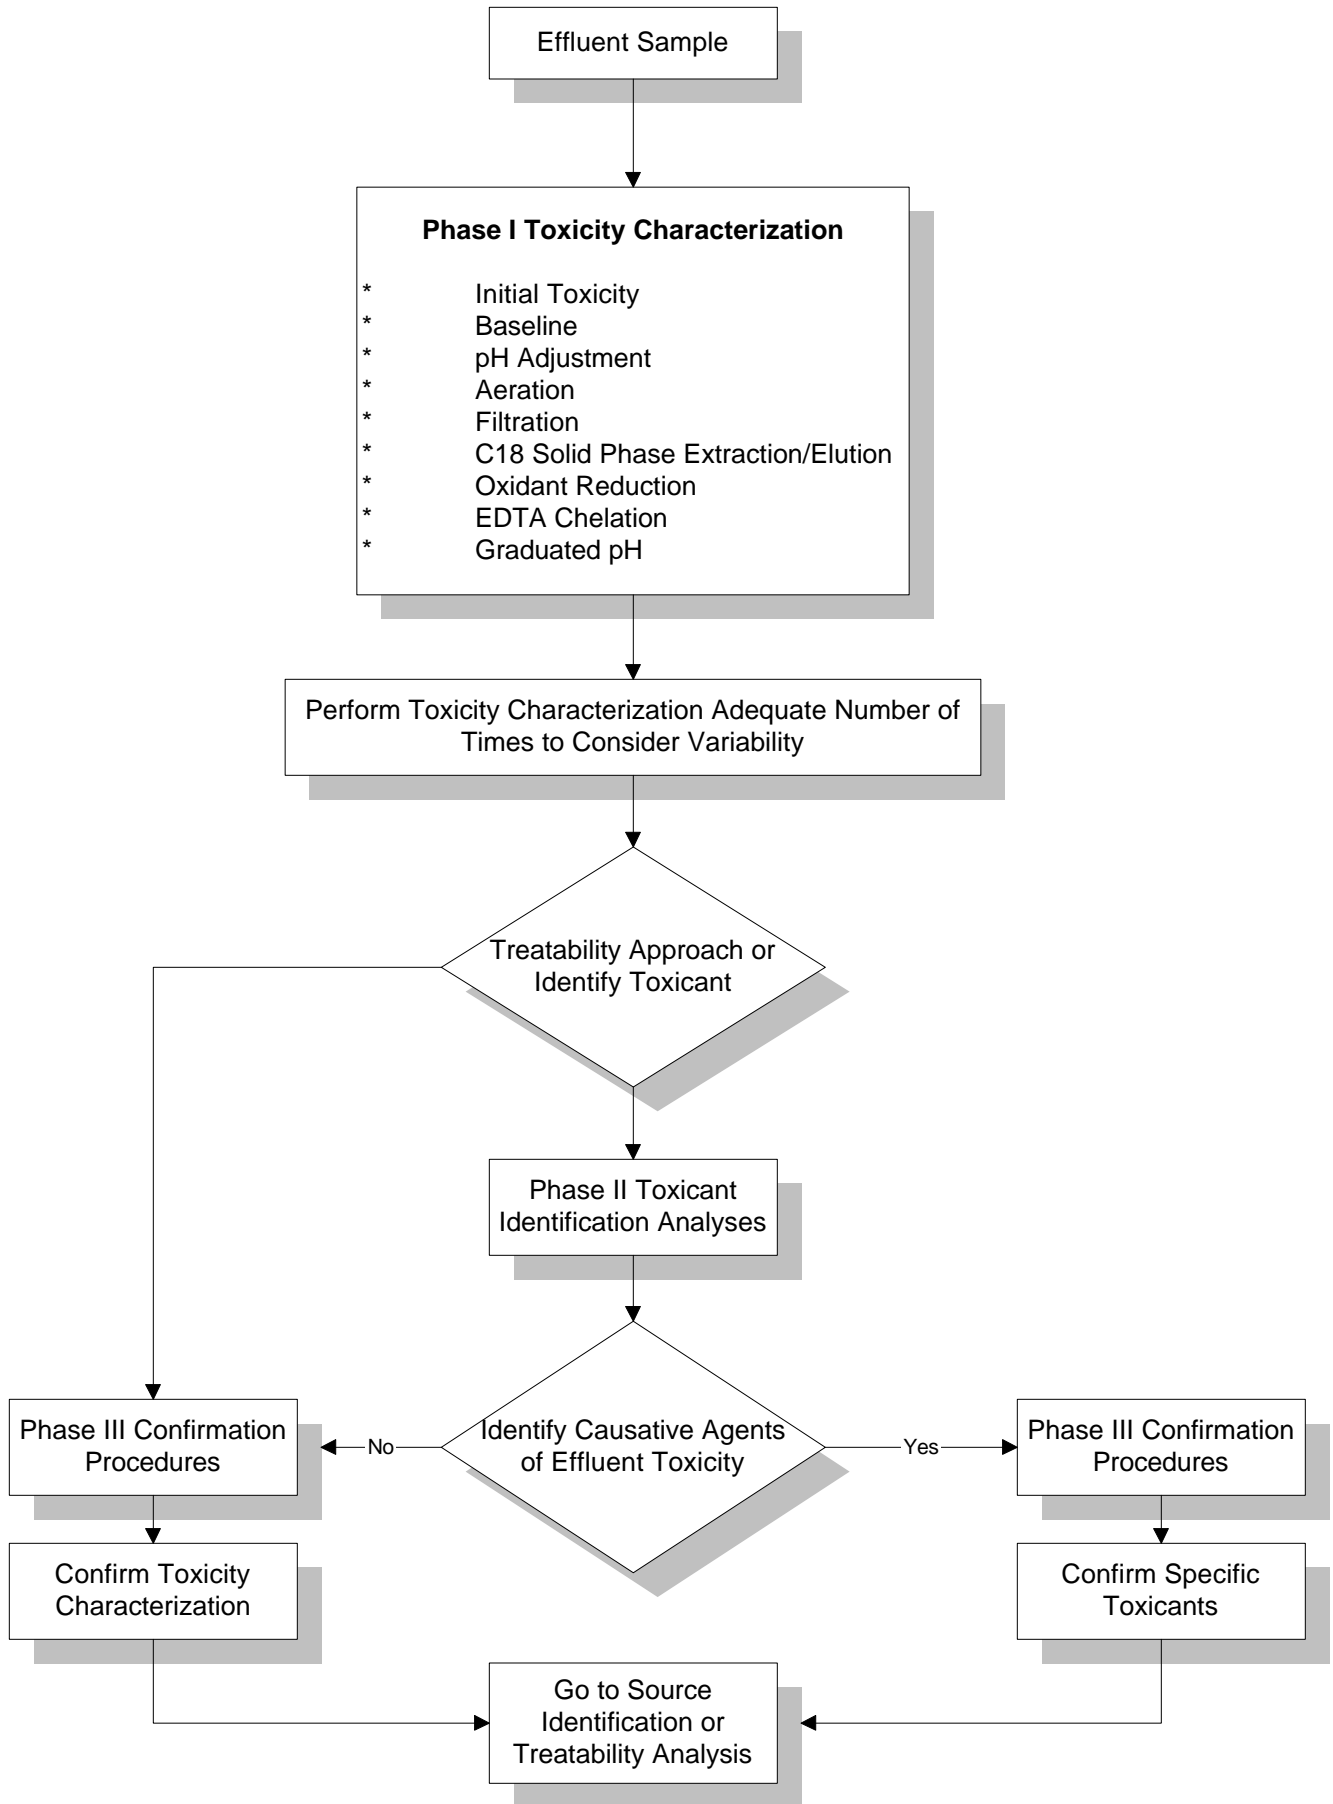 Effluent Sample
Phase I Toxicity Characterization
* Initial Toxicity
* Baseline
* pH Adjustment
* Aeration
* Filtration
* C18 Solid Phase Extraction/Elution
* Oxidant Reduction
* EDTA Chelation
* Graduated pH
Perform Toxicity Characterization Adequate Number of
Times to Consider Variability
Treatability Approach or
Identify Toxicant
Phase II Toxicant
Identification Analyses
Phase III Confirmation
Procedures
No
Identify Causative Agents
of Effluent Toxicity
Yes
Phase III Confirmation
Procedures
Confirm Toxicity
Characterization
Confirm Specific
Toxicants
Go to Source
Identification or
Treatability Analysis